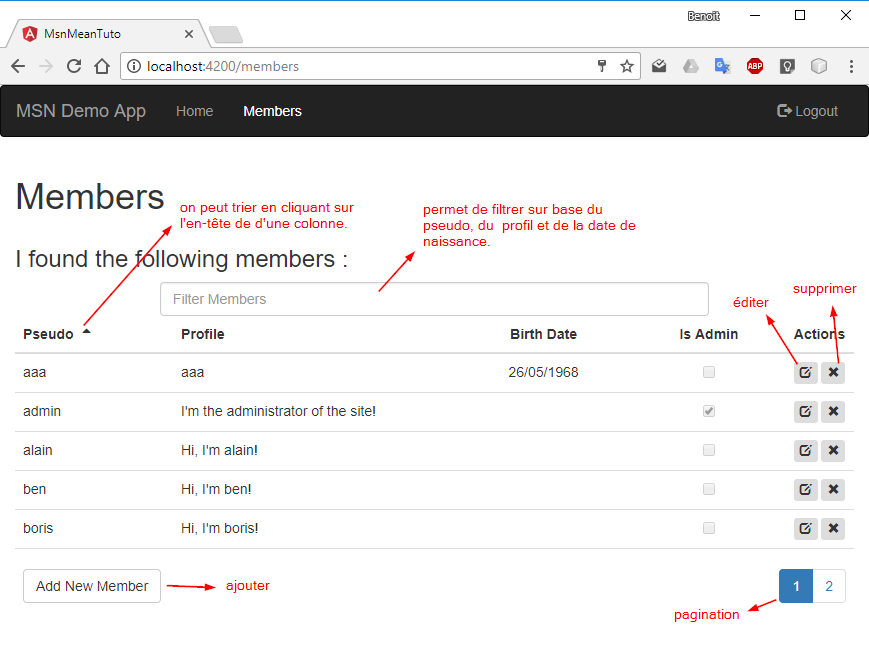 Benoît
MsnMeanTuto
localhost:4200/members
ABP
MSN Demo App Home Members Logout
Members
on peut trier en cliquant sur
l'en-tête de d'une colonne.
permet de filtrer sur base du
pseudo, du profil et de la date de
naissance.
I found the following members :
Filter Members
éditer
supprimer
Pseudo Profile Birth Date Is Admin Actions
aaa aaa 26/05/1968
admin I'm the administrator of the site!
alain Hi, I'm alain!
ben Hi, I'm ben!
boris Hi, I'm boris!
Add New Member
ajouter
1 2
pagination